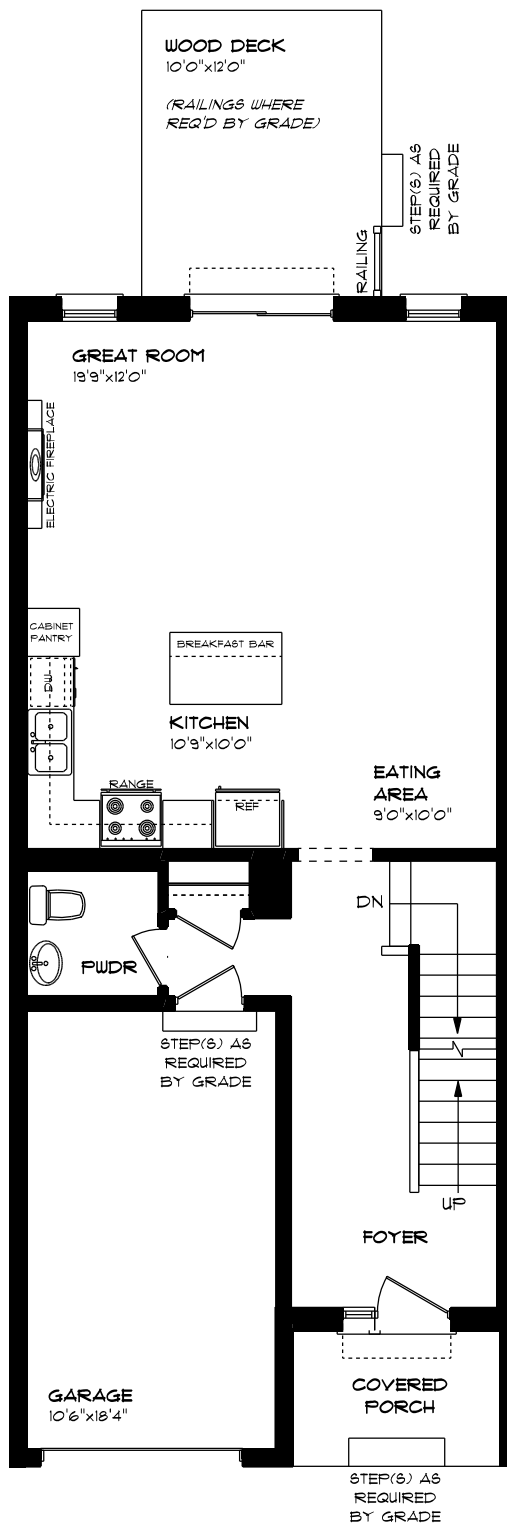 WOOD DECK
10'0"x12'0"
(RAILINGS WHERE
REQ'D BY GRADE)
STEP(S) AS
REQUIRED
BY GRADE
RAILING
GREAT ROOM
19'9"x12'0"
ELECTRIC FIREPLACE
CABINET
PANTRY
BREAKFAST BAR
DW
KITCHEN
10'9"x10'0"
EATING
AREA
9'0"x10'0"
RANGE
REF
DN
PWDR
STEP(S) AS
REQUIRED
BY GRADE
UP
FOYER
COVERED
PORCH
GARAGE
10'6"x18'4"
STEP(S) AS
REQUIRED
BY GRADE